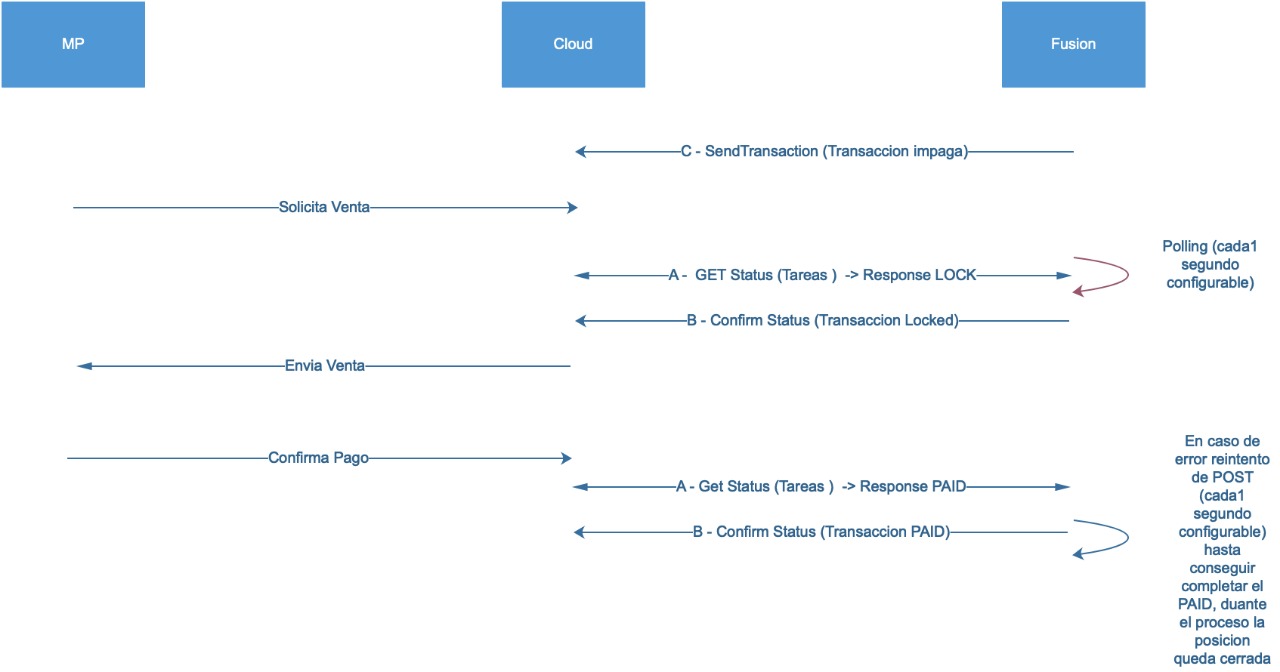 MP
Cloud
Fusion
C - SendTransaction (Transaccion impaga)
Solicita Venta
Polling (cada1
segundo
configurable)
A -  GET Status (Tareas )  -> Response LOCK
B - Confirm Status (Transaccion Locked)
Envia Venta
Confirma Pago
A - Get Status (Tareas )  -> Response PAID
B - Confirm Status (Transaccion PAID)
En caso de
error reintento
de POST
(cada1
segundo
configurable)
hasta
conseguir
completar el
PAID, duante
el proceso la
posicion
queda cerrada